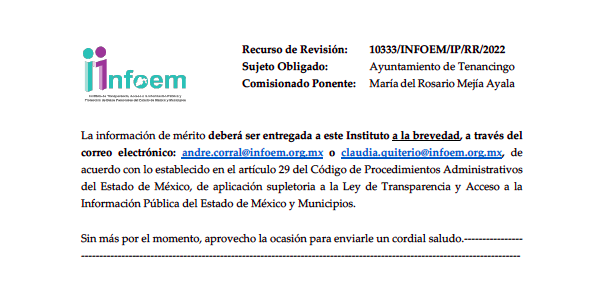 Recurso de Revisión: 10333/INFOEM/IP/RR/2022
Sujeto Obligado: Ayuntamiento de Tenancingo
Comisionado Ponente: María del Rosario Mejía Ayala
infoem
Instituto de Transparencia, Acceso a la Información Pública y
Protección de Datos Personales del Estado de México y Municipios
La información de mérito deberá ser entregada a este Instituto a la brevedad, a través del
correo electrónico: andre.corral@infoem.org.mx o claudia.quiterio@infoem.org.mx, de
acuerdo con lo establecido en el artículo 29 del Código de Procedimientos Administrativos
del Estado de México, de aplicación supletoria a la Ley de Transparencia y Acceso a la
Información Pública del Estado de México y Municipios.
Sin más por el momento, aprovecho la ocasión para enviarle un cordial saludo.----------------
-----------------------------------------------------------------------------------------------